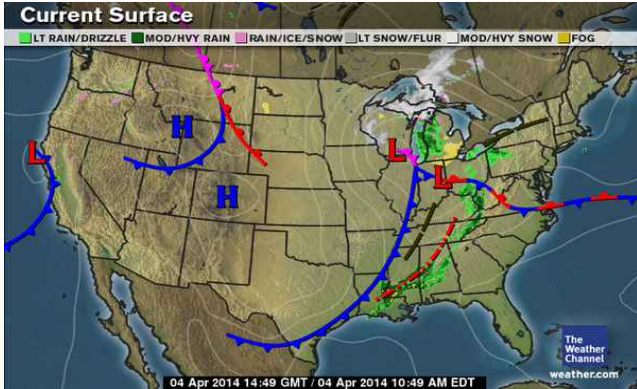 Current Surface
LT RAIN/DRIZZLE MOD/HVY RAIN RAIN/ICE/SNOW LT SNOW/FLUR MOD/HVY SNOW FOG
H
L
L
L
H
The
Weather
Channel
weather.com
04 Apr 2014 14:49 GMT / 04 Apr 2014 10:49 AM EDT